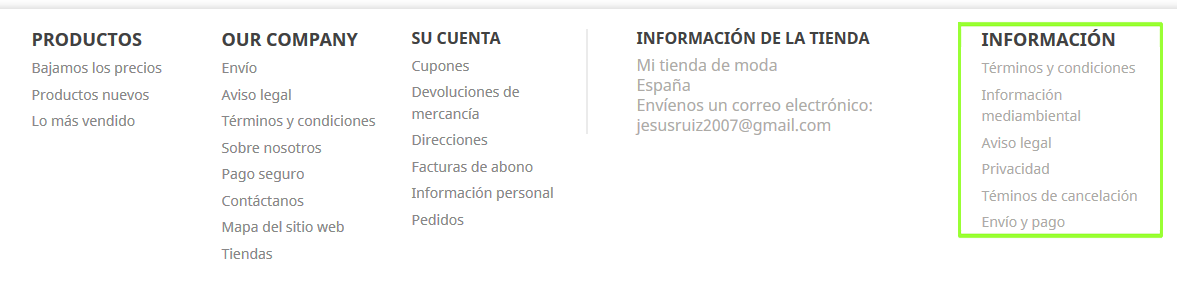 PRODUCTOS
Bajamos los precios
Productos nuevos
Lo más vendido
OUR COMPANY
Envío
Aviso legal
Términos y condiciones
Sobre nosotros
Pago seguro
Contáctanos
Mapa del sitio web
Tiendas
SU CUENTA
Cupones
Devoluciones de
mercancía
Direcciones
Facturas de abono
Información personal
Pedidos
INFORMACIÓN DE LA TIENDA
Mi tienda de moda
España
Envíenos un correo electrónico:
jesusruiz2007@gmail.com
INFORMACIÓN
Términos y condiciones
Información
mediambiental
Aviso legal
Privacidad
Téminos de cancelación
Envío y pago